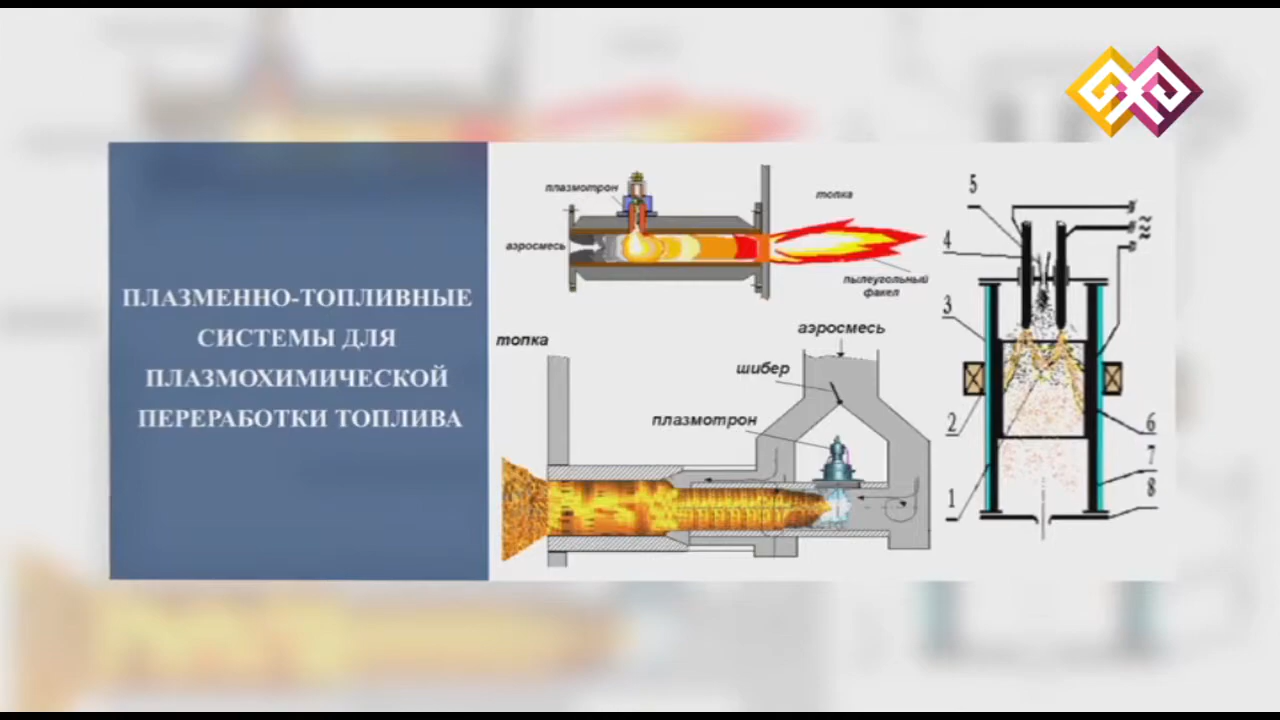 ПЛАЗМЕННО-ТОПЛИВНЫЕ
СИСТЕМЫ ДЛЯ
ПЛАЗМОХИМИЧЕСКОЙ
ПЕРЕРАБОТКИ ТОПЛИВА
плазмотрон
топка
аэросмесь
пылеугольный
факел
топка
аэросмесь
шибер
плазмотрон
5
4
3
2
1
6
7
8